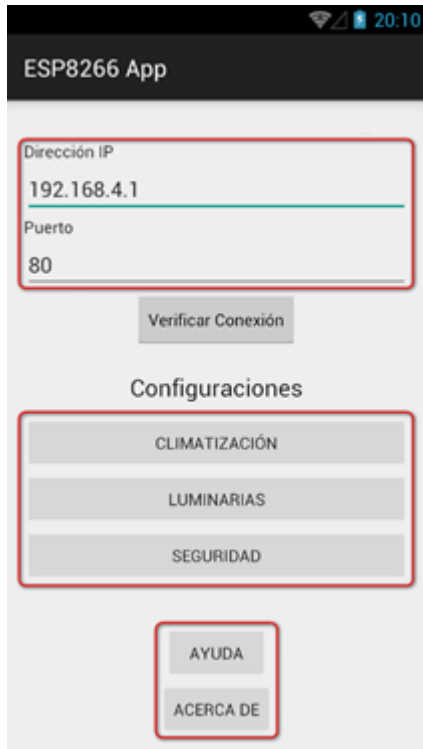 20:10
ESP8266 App
Dirección IP
192.168.4.1
Puerto
80
Verificar Conexión
Configuraciones
CLIMATIZACIÓN
LUMINARIAS
SEGURIDAD
AYUDA
ACERCA DE